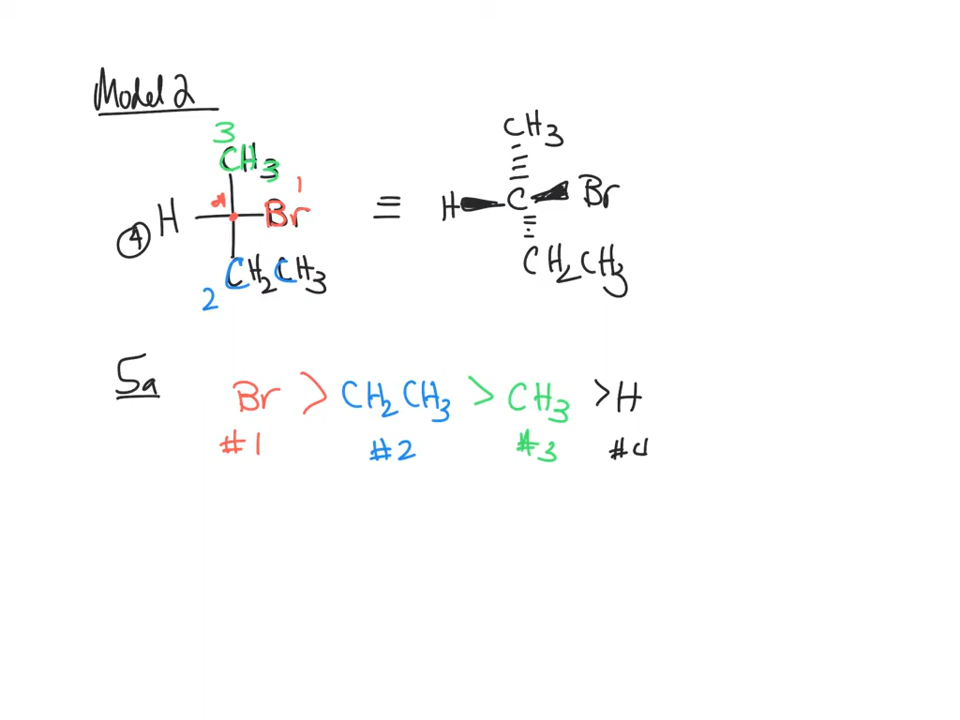 Model 2
3
CH3
* 1
④ H Br
CH2CH3
2
≡
CH3
H C Br
CH2CH3
5a
Br > CH2CH3 > CH3 > H
#1 #2 #3 #4